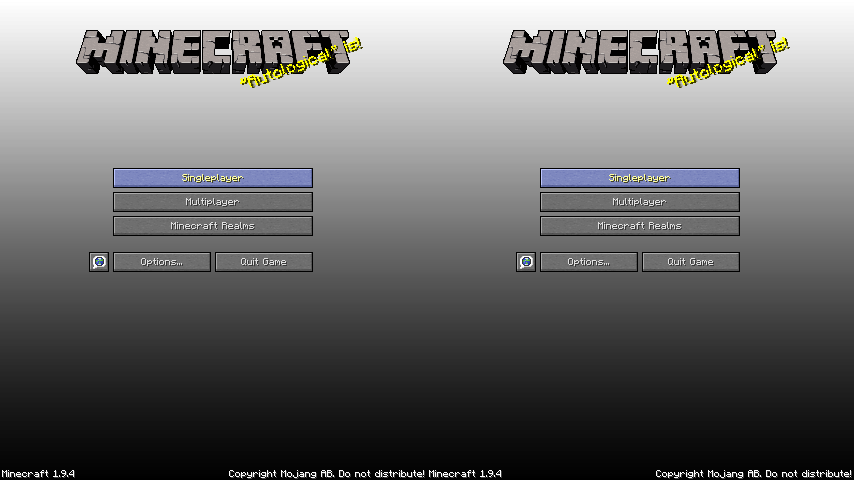 MINECRAFT
"Autological" is!
Singleplayer
Multiplayer
Minecraft Realms
Options...
Quit Game
Minecraft 1.9.4
Copyright Mojang AB. Do not distribute!
MINECRAFT
"Autological" is!
Singleplayer
Multiplayer
Minecraft Realms
Options...
Quit Game
Minecraft 1.9.4
Copyright Mojang AB. Do not distribute!